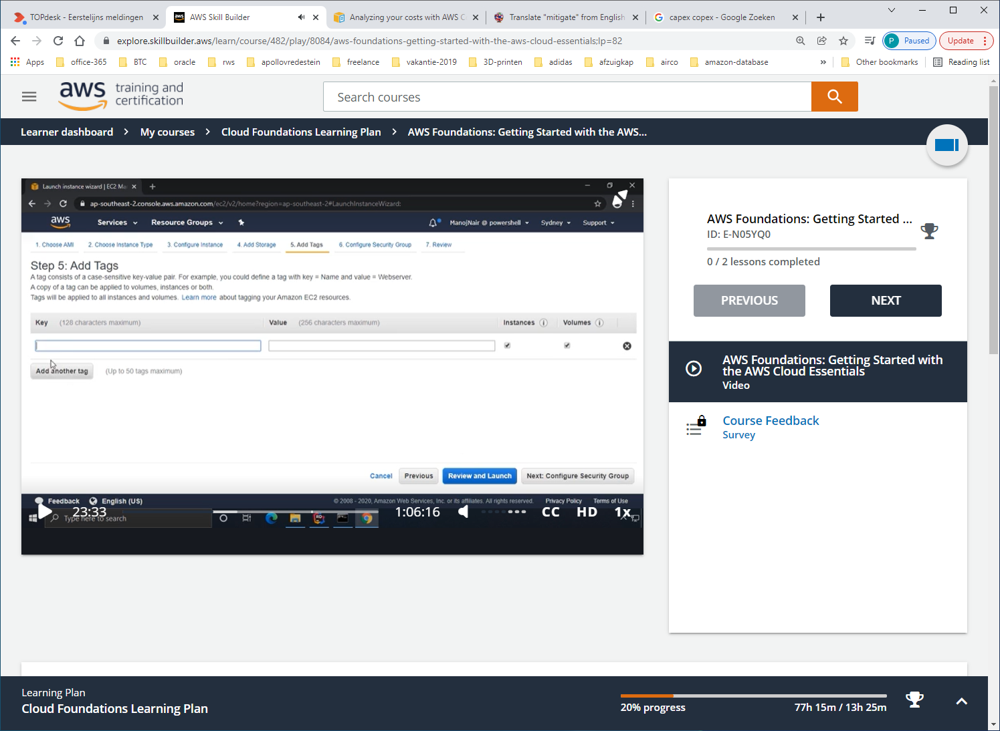 TOPdesk - Eerstelijns meldingen
AWS Skill Builder
Analyzing your costs with AWS C
Translate "mitigate" from English
capex copex - Google Zoeken
explore.skillbuilder.aws/learn/course/482/play/8084/aws-foundations-getting-started-with-the-aws-cloud-essentials;lp=82
P Paused
Update
Apps office-365 BTC oracle rws apollovredestein freelance vakantie-2019 3D-printen adidas afzuigkap airco amazon-database » Other bookmarks Reading list
aws training and certification
Search courses
Learner dashboard > My courses > Cloud Foundations Learning Plan > AWS Foundations: Getting Started with the AWS...
Launch instance wizard | EC2 Ma
ap-southeast-2.console.aws.amazon.com/ec2/v2/home?region=ap-southeast-2#LaunchInstanceWizard:
aws Services Resource Groups ManojNair @ powershell Sydney Support
1. Choose AMI 2. Choose Instance Type 3. Configure Instance 4. Add Storage 5. Add Tags 6. Configure Security Group 7. Review
Step 5: Add Tags
A tag consists of a case-sensitive key-value pair. For example, you could define a tag with key = Name and value = Webserver.
A copy of a tag can be applied to volumes, instances or both.
Tags will be applied to all instances and volumes. Learn more about tagging your Amazon EC2 resources.
Key (128 characters maximum) Value (256 characters maximum) Instances Volumes
Add another tag (Up to 50 tags maximum)
Cancel Previous Review and Launch Next: Configure Security Group
Feedback English (US) © 2008 - 2020, Amazon Web Services, Inc. or its affiliates. All rights reserved. Privacy Policy Terms of Use
23:33 1:06:16 CC HD 1x
Type here to search
AWS Foundations: Getting Started ...
ID: E-N05YQ0
0 / 2 lessons completed
PREVIOUS NEXT
AWS Foundations: Getting Started with
the AWS Cloud Essentials
Video
Course Feedback
Survey
Learning Plan
Cloud Foundations Learning Plan
20% progress 77h 15m / 13h 25m